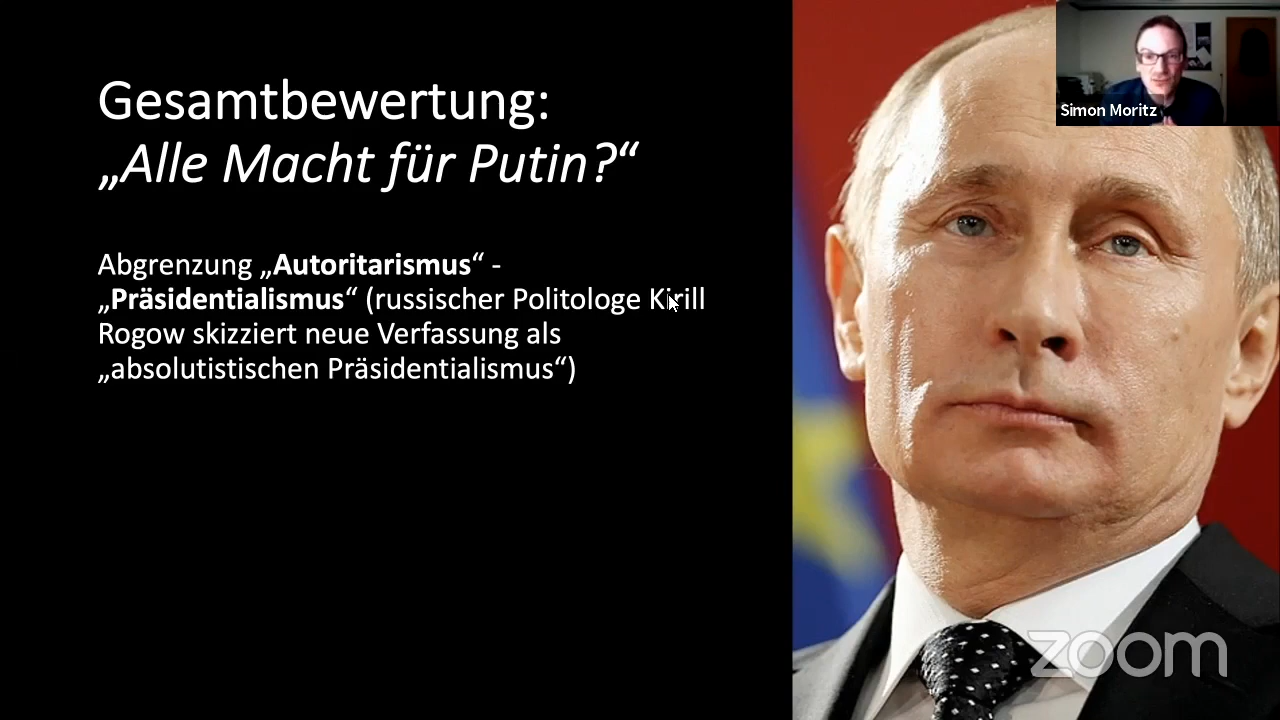 Gesamtbewertung:
„Alle Macht für Putin?“
Abgrenzung „Autoritarismus“ -
„Präsidentialismus“ (russischer Politologe Kirill
Rogow skizziert neue Verfassung als
„absolutistischen Präsidentialismus“)
Simon Moritz
zoom